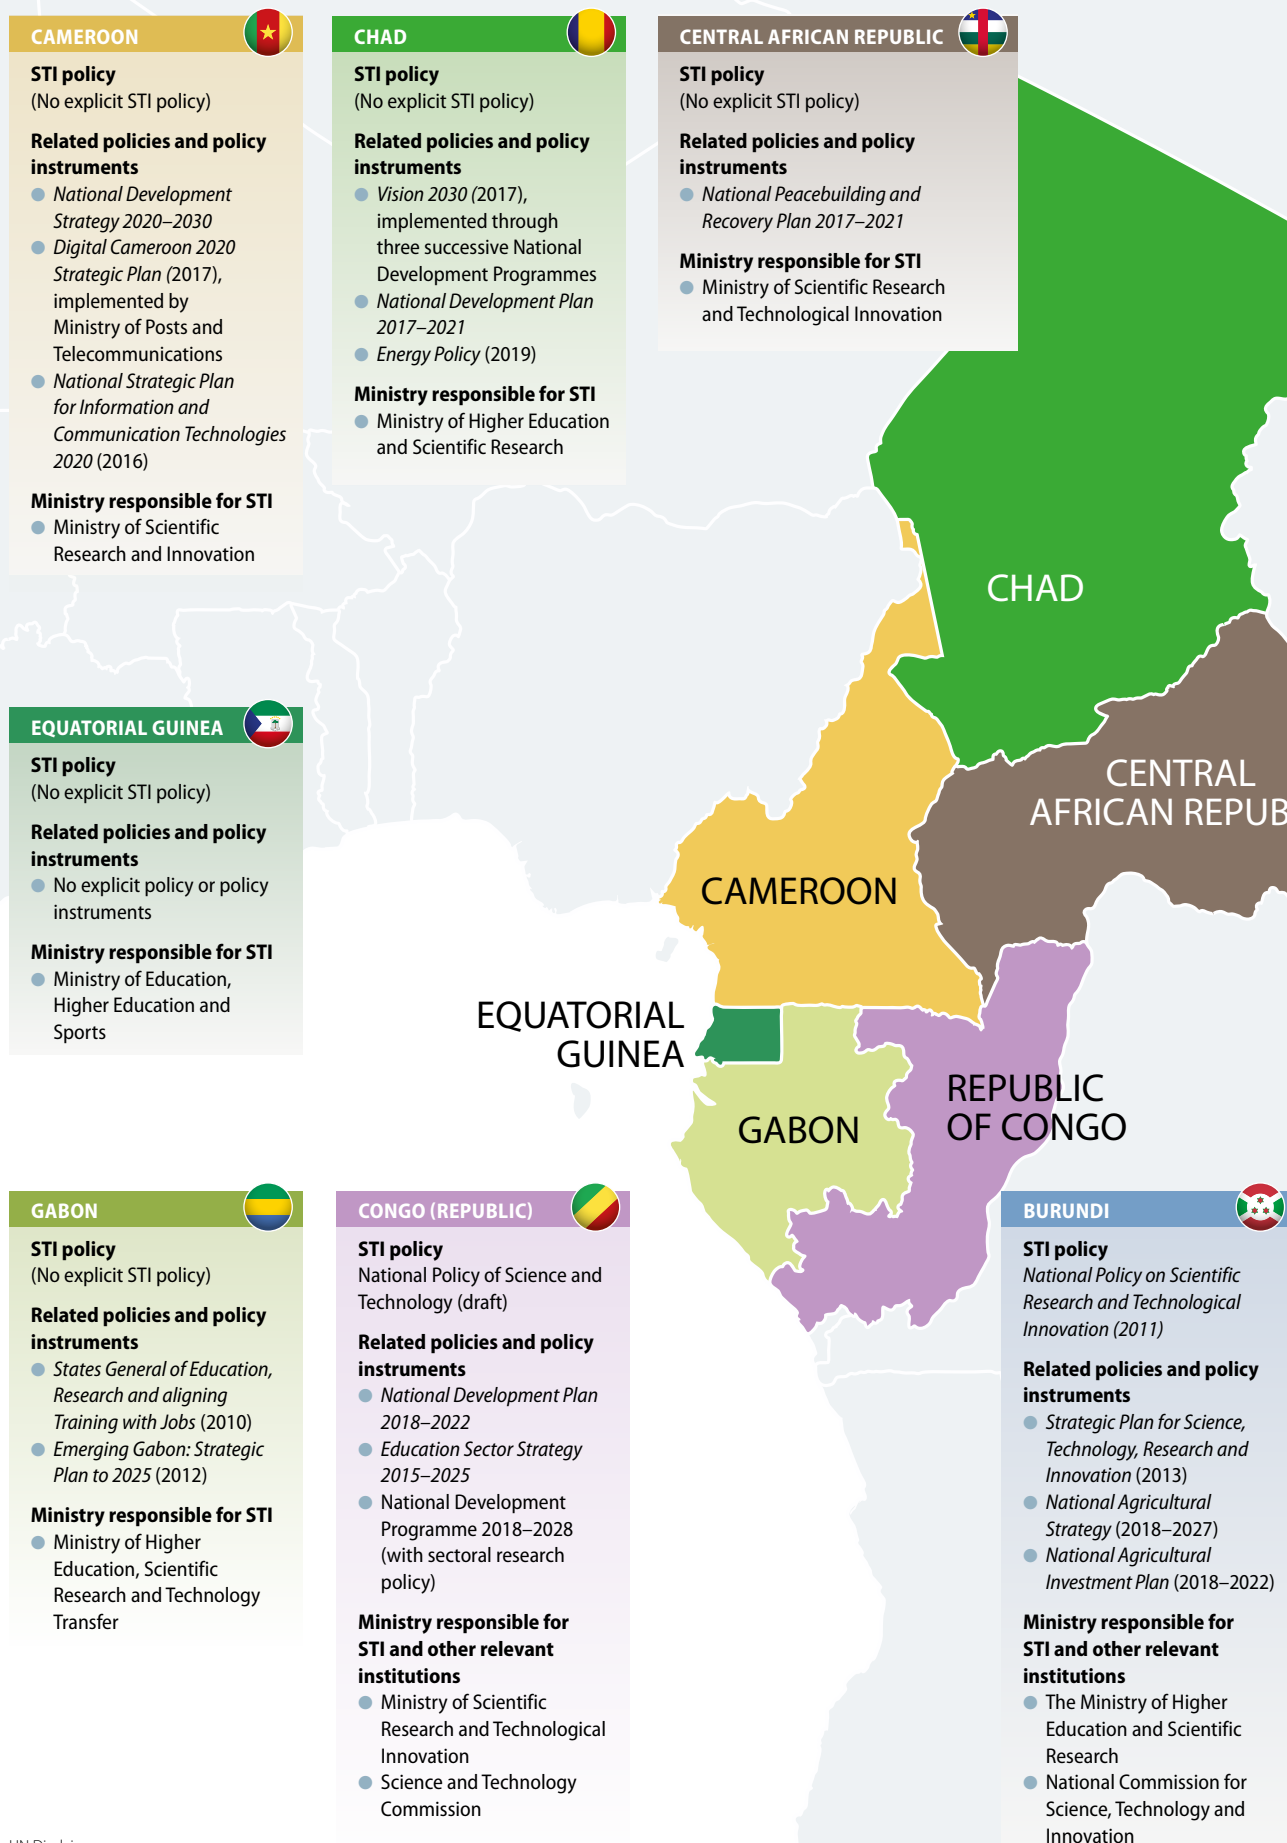 CAMEROON
STI policy
(No explicit STI policy)
Related policies and policy
instruments
National Development
Strategy 2020–2030
Digital Cameroon 2020
Strategic Plan (2017),
implemented by
Ministry of Posts and
Telecommunications
National Strategic Plan
for Information and
Communication Technologies
2020 (2016)
Ministry responsible for STI
Ministry of Scientific
Research and Innovation
CHAD
STI policy
(No explicit STI policy)
Related policies and policy
instruments
Vision 2030 (2017),
implemented through
three successive National
Development Programmes
National Development Plan
2017–2021
Energy Policy (2019)
Ministry responsible for STI
Ministry of Higher Education
and Scientific Research
CENTRAL AFRICAN REPUBLIC
STI policy
(No explicit STI policy)
Related policies and policy
instruments
National Peacebuilding and
Recovery Plan 2017–2021
Ministry responsible for STI
Ministry of Scientific Research
and Technological Innovation
CHAD
CENTRAL
AFRICAN REPUB
CAMEROON
EQUATORIAL
GUINEA
GABON
REPUBLIC
OF CONGO
EQUATORIAL GUINEA
STI policy
(No explicit STI policy)
Related policies and policy
instruments
No explicit policy or policy
instruments
Ministry responsible for STI
Ministry of Education,
Higher Education and
Sports
GABON
STI policy
(No explicit STI policy)
Related policies and policy
instruments
States General of Education,
Research and aligning
Training with Jobs (2010)
Emerging Gabon: Strategic
Plan to 2025 (2012)
Ministry responsible for STI
Ministry of Higher
Education, Scientific
Research and Technology
Transfer
CONGO (REPUBLIC)
STI policy
National Policy of Science and
Technology (draft)
Related policies and policy
instruments
National Development Plan
2018–2022
Education Sector Strategy
2015–2025
National Development
Programme 2018–2028
(with sectoral research
policy)
Ministry responsible for
STI and other relevant
institutions
Ministry of Scientific
Research and Technological
Innovation
Science and Technology
Commission
BURUNDI
STI policy
National Policy on Scientific
Research and Technological
Innovation (2011)
Related policies and policy
instruments
Strategic Plan for Science,
Technology, Research and
Innovation (2013)
National Agricultural
Strategy (2018–2027)
National Agricultural
Investment Plan (2018–2022)
Ministry responsible for
STI and other relevant
institutions
The Ministry of Higher
Education and Scientific
Research
National Commission for
Science, Technology and
Innovation